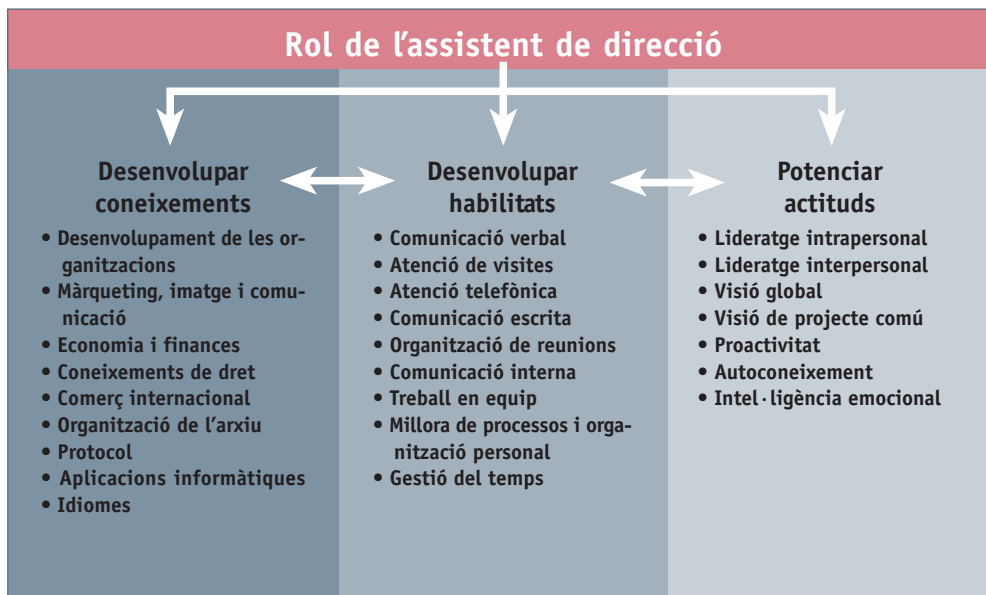 Rol de l'assistent de direcció
Desenvolupar
coneixements
• Desenvolupament de les or-
ganitzacions
• Màrqueting, imatge i comu-
nicació
• Economia i finances
• Coneixements de dret
• Comerç internacional
• Organització de l'arxiu
• Protocol
• Aplicacions informàtiques
• Idiomes
Desenvolupar
habilitats
• Comunicació verbal
• Atenció de visites
• Atenció telefònica
• Comunicació escrita
• Organització de reunions
• Comunicació interna
• Treball en equip
• Millora de processos i orga-
nització personal
• Gestió del temps
Potenciar
actituds
• Lideratge intrapersonal
• Lideratge interpersonal
• Visió global
• Visió de projecte comú
• Proactivitat
• Autoconeixement
• Intel·ligència emocional